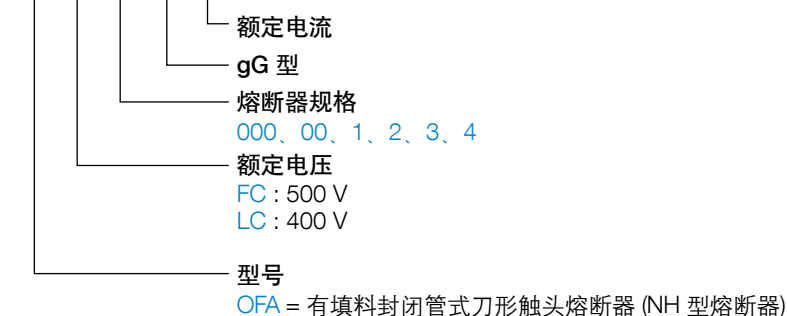 额定电流
gG 型
熔断器规格
000、00、1、2、3、4
额定电压
FC : 500 V
LC : 400 V
型号
OFA = 有填料封闭管式刀形触头熔断器 (NH 型熔断器)